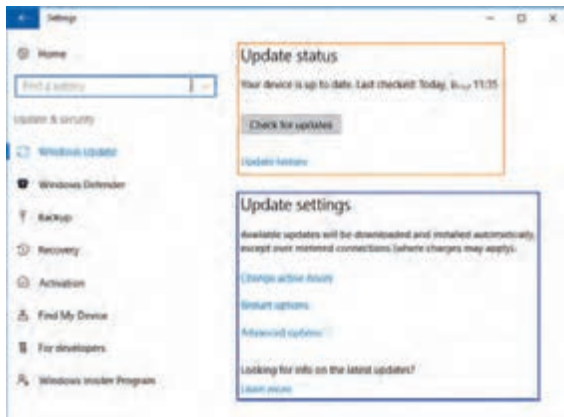 Settings
Home
Find a setting
Update & security
Windows Update
Windows Defender
Backup
Recovery
Activation
Find My Device
For developers
Windows Insider Program
Update status
Your device is up to date. Last checked: Today, 11:35
Check for updates
Update history
Update settings
Available updates will be downloaded and installed automatically,
except over metered connections (where charges may apply).
Change active hours
Restart options
Advanced options
Looking for info on the latest updates?
Learn more